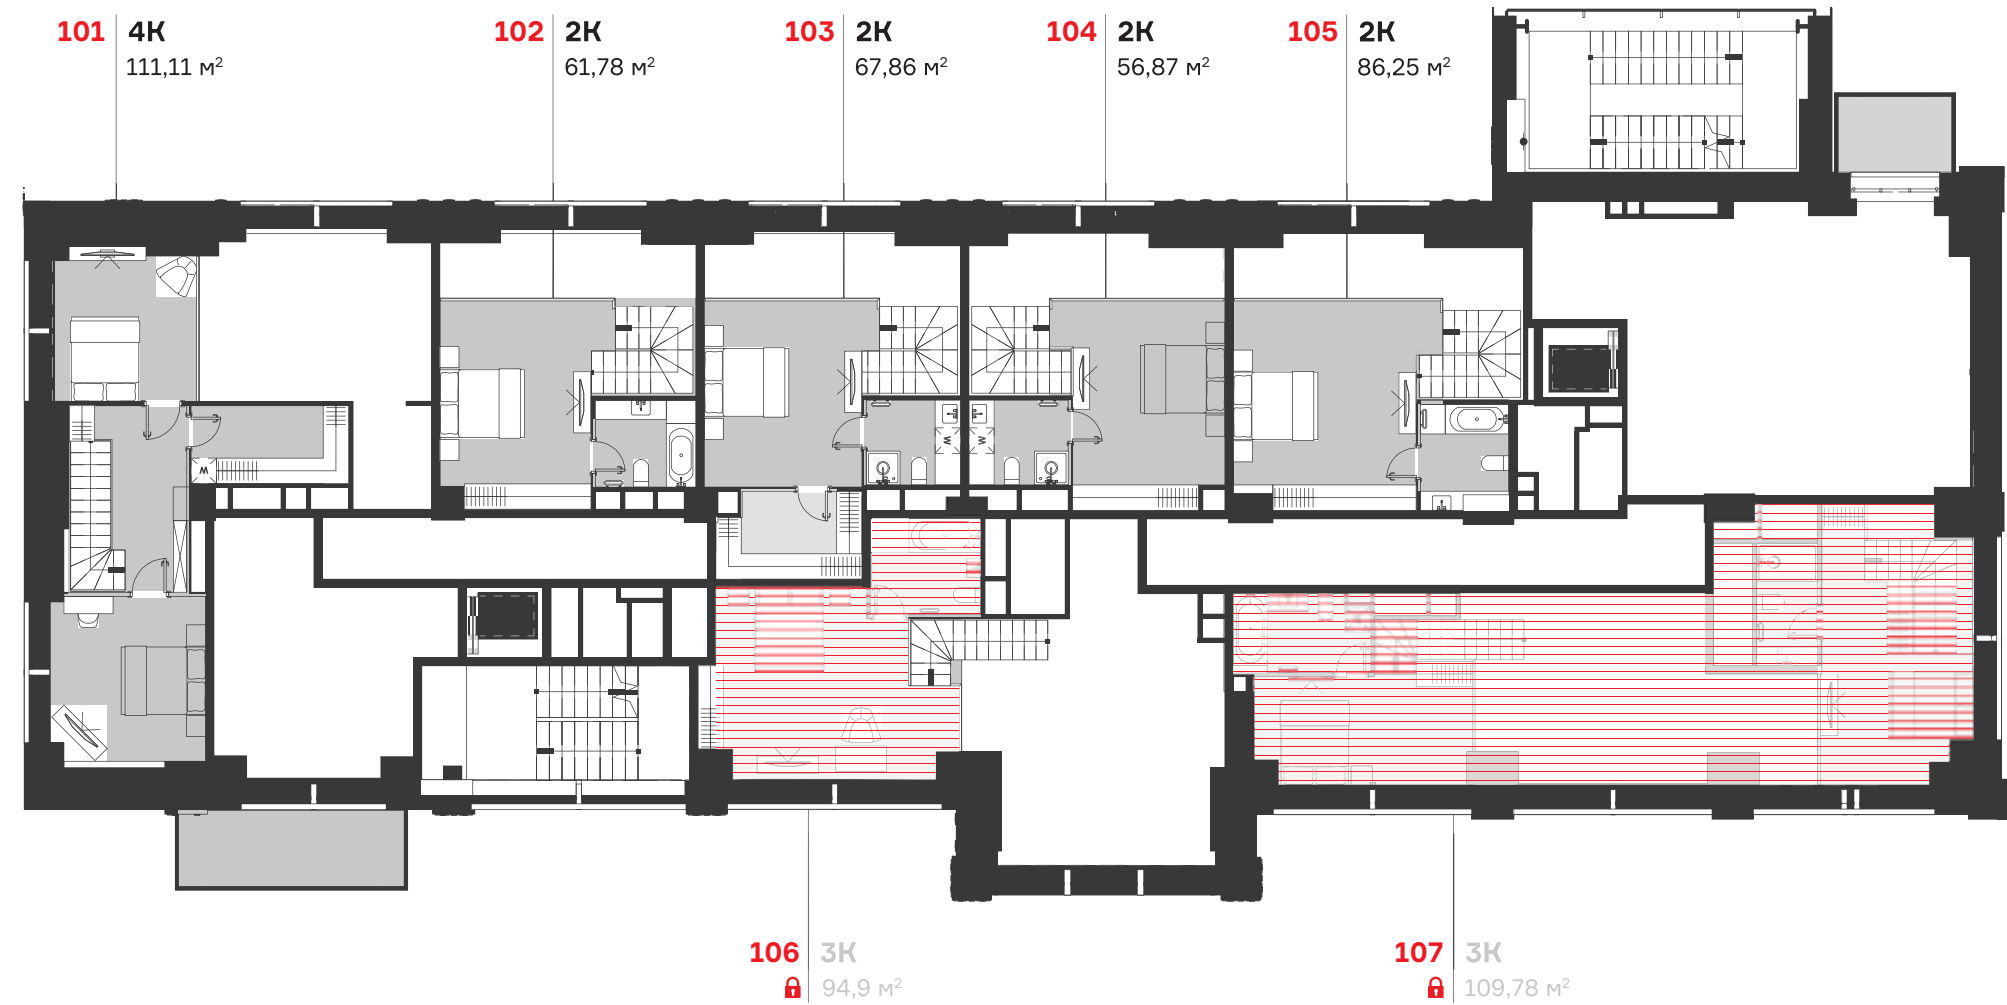 101 4К
111,11 м²
102 2К
61,78 м²
103 2К
67,86 м²
104 2К
56,87 м²
105 2К
86,25 м²
W
W
W
106 3К
94,9 м²
107 3К
109,78 м²